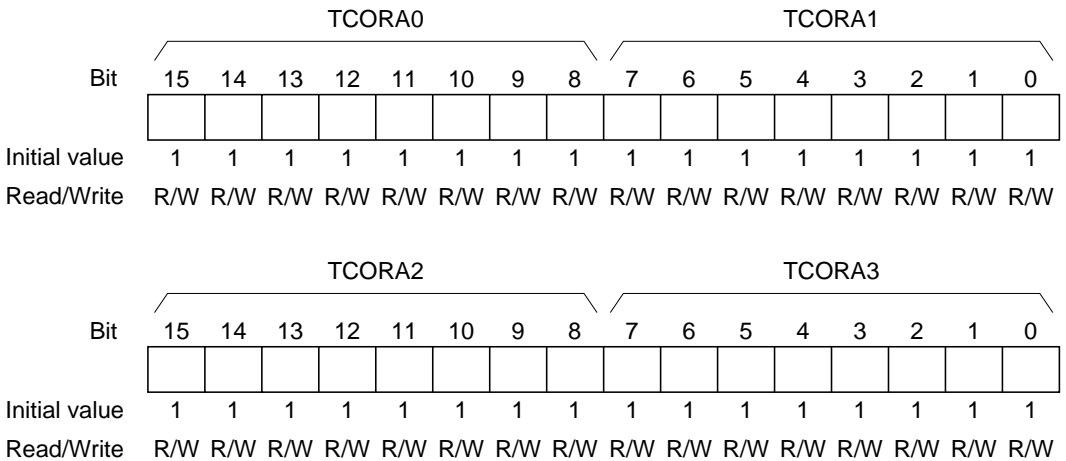 TCORA0 TCORA1
Bit 15 14 13 12 11 10 9 8 7 6 5 4 3 2 1 0
Initial value 1 1 1 1 1 1 1 1 1 1 1 1 1 1 1 1
Read/Write R/W R/W R/W R/W R/W R/W R/W R/W R/W R/W R/W R/W R/W R/W R/W R/W
TCORA2 TCORA3
Bit 15 14 13 12 11 10 9 8 7 6 5 4 3 2 1 0
Initial value 1 1 1 1 1 1 1 1 1 1 1 1 1 1 1 1
Read/Write R/W R/W R/W R/W R/W R/W R/W R/W R/W R/W R/W R/W R/W R/W R/W R/W